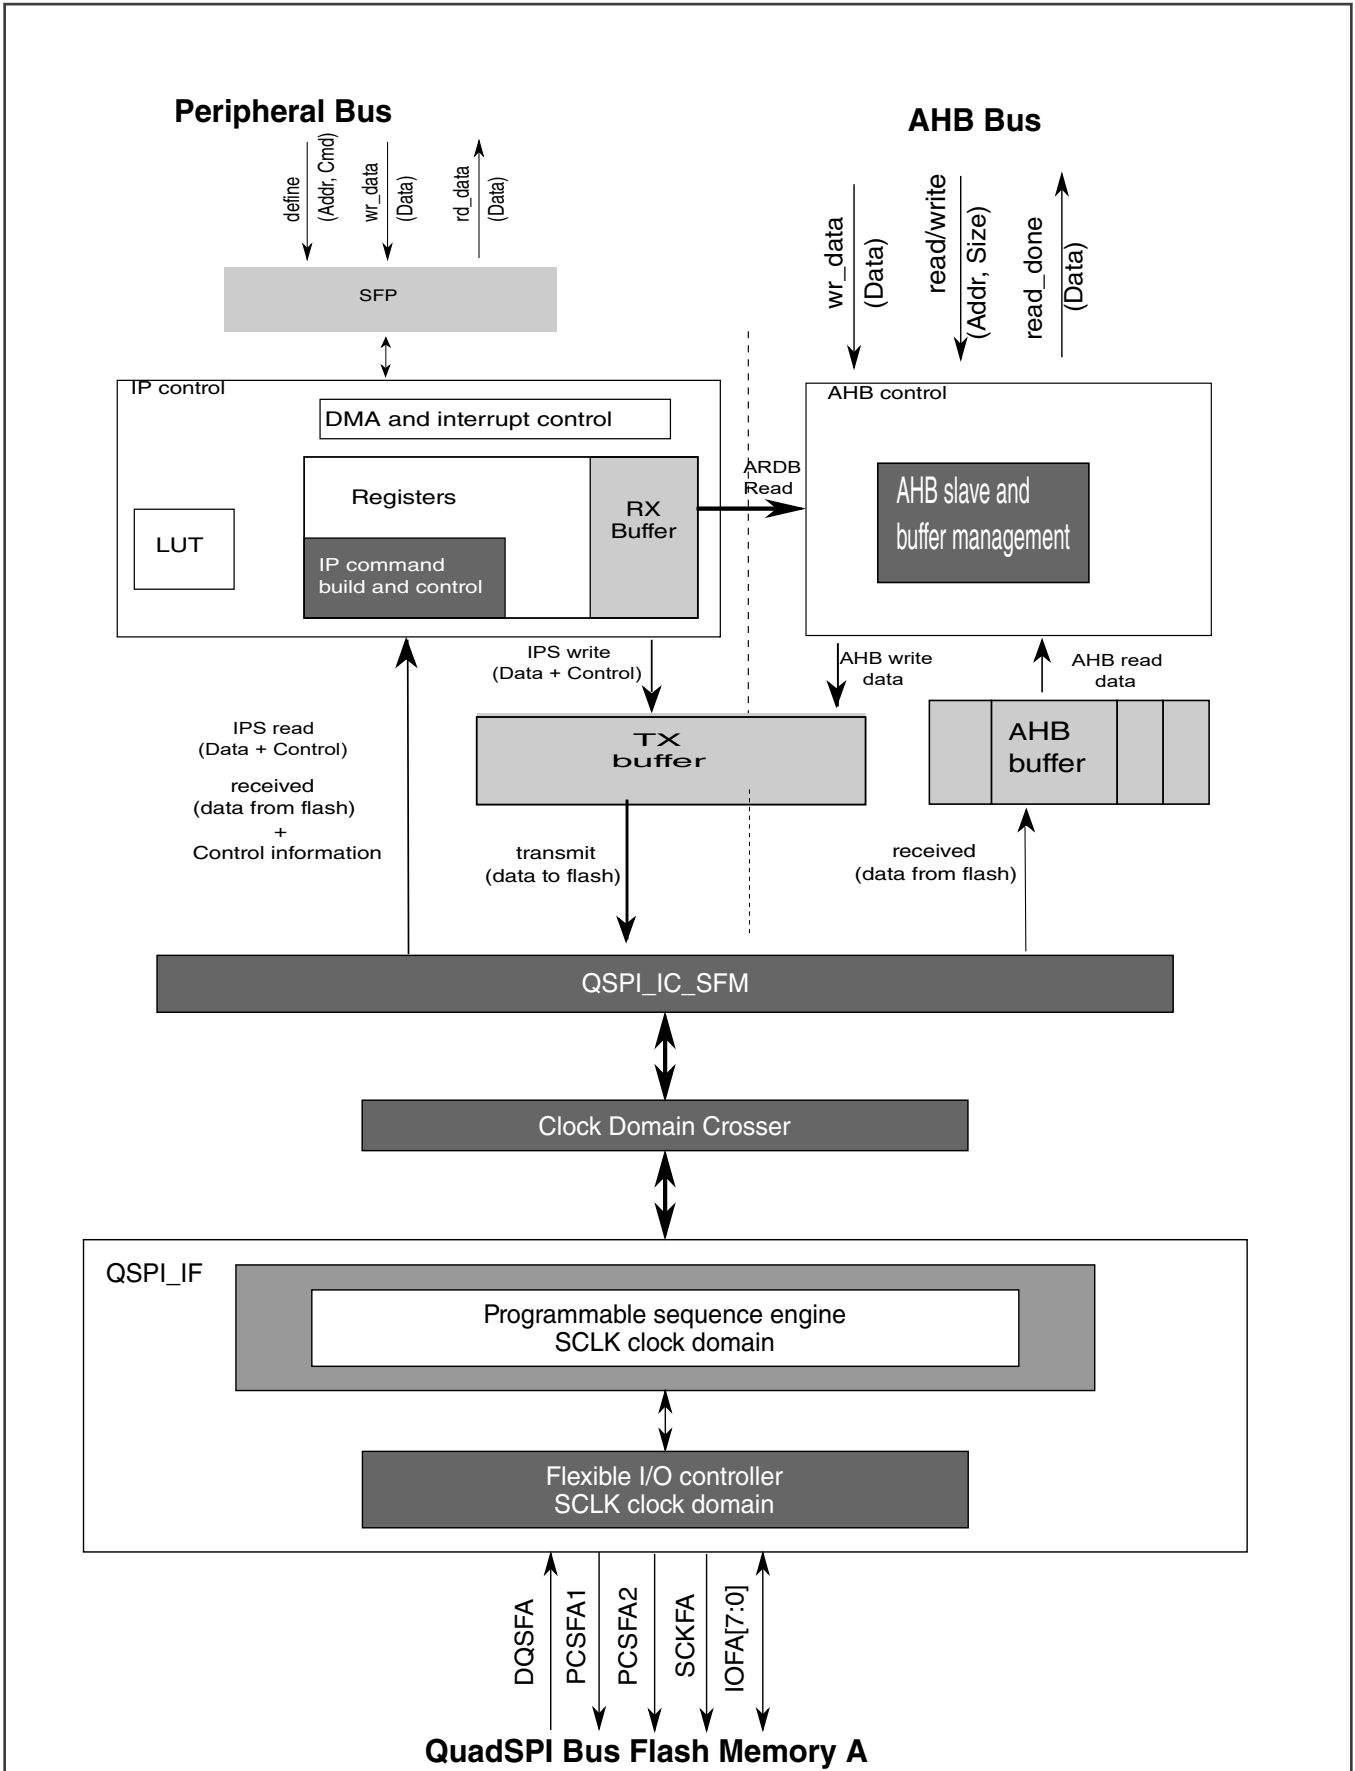 Peripheral Bus
AHB Bus
define
(Addr, Cmd)
wr_data
(Data)
rd_data
(Data)
wr_data
(Data)
read/write
(Addr, Size)
read_done
(Data)
SFP
IP control
DMA and interrupt control
Registers
RX
Buffer
LUT
IP command
build and control
ARDB
Read
AHB control
AHB slave and
buffer management
IPS write
(Data + Control)
AHB write
data
AHB read
data
IPS read
(Data + Control)
received
(data from flash)
+
Control information
TX
buffer
AHB
buffer
transmit
(data to flash)
received
(data from flash)
QSPI_IC_SFM
Clock Domain Crosser
QSPI_IF
Programmable sequence engine
SCLK clock domain
Flexible I/O controller
SCLK clock domain
DQSFA
PCSFA1
PCSFA2
SCKFA
IOFA[7:0]
QuadSPI Bus Flash Memory A